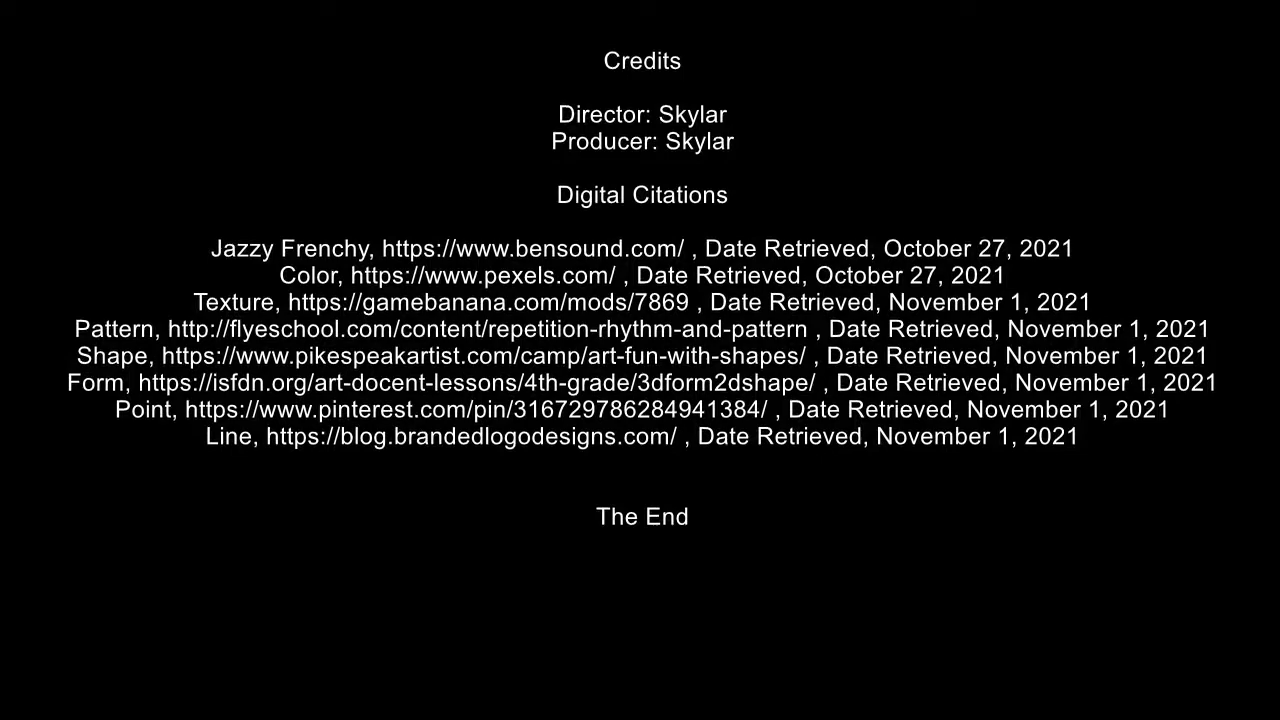 Credits
Director: Skylar
Producer: Skylar
Digital Citations
Jazzy Frenchy, https://www.bensound.com/ , Date Retrieved, October 27, 2021
Color, https://www.pexels.com/ , Date Retrieved, October 27, 2021
Texture, https://gamebanana.com/mods/7869 , Date Retrieved, November 1, 2021
Pattern, http://flyeschool.com/content/repetition-rhythm-and-pattern , Date Retrieved, November 1, 2021
Shape, https://www.pikespeakartist.com/camp/art-fun-with-shapes/ , Date Retrieved, November 1, 2021
Form, https://isfdn.org/art-docent-lessons/4th-grade/3dform2dshape/ , Date Retrieved, November 1, 2021
Point, https://www.pinterest.com/pin/316729786284941384/ , Date Retrieved, November 1, 2021
Line, https://blog.brandedlogodesigns.com/ , Date Retrieved, November 1, 2021
The End